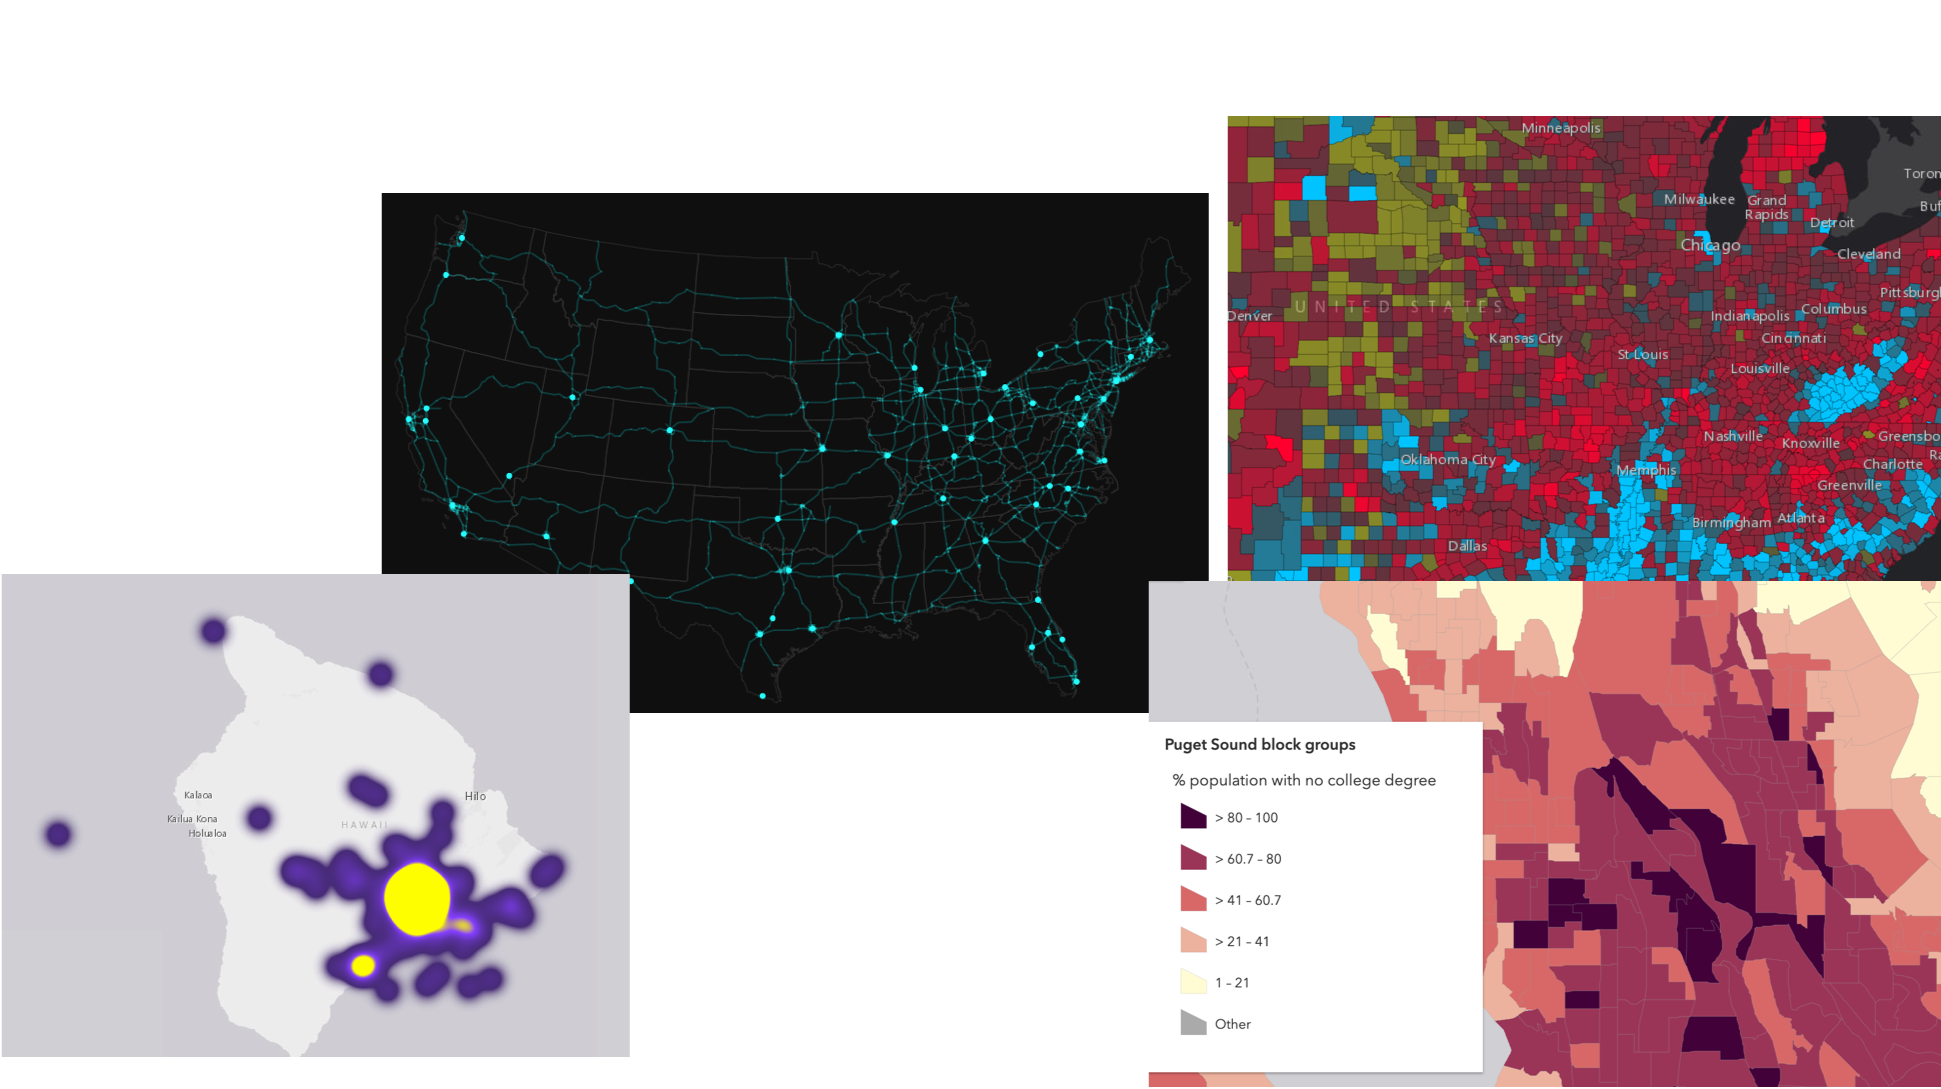 Minneapolis
Toron
Milwaukee
Grand
Rapids
Buf
Detroit
Chicago
Cleveland
Pittsburgh
UNITED STATES
Denver
Indianapolis
Columbus
Kansas City
Cincinnati
St Louis
Louisville
Nashville
Knoxville
Greensbo
Ra
Oklahoma City
Memphis
Charlotte
Greenville
Birmingham
Atlanta
Dallas
Kalaoa
Hilo
Kailua Kona
HAWAII
Holualoa
Puget Sound block groups
% population with no college degree
> 80 - 100
> 60.7 - 80
> 41 - 60.7
> 21 - 41
1 - 21
Other